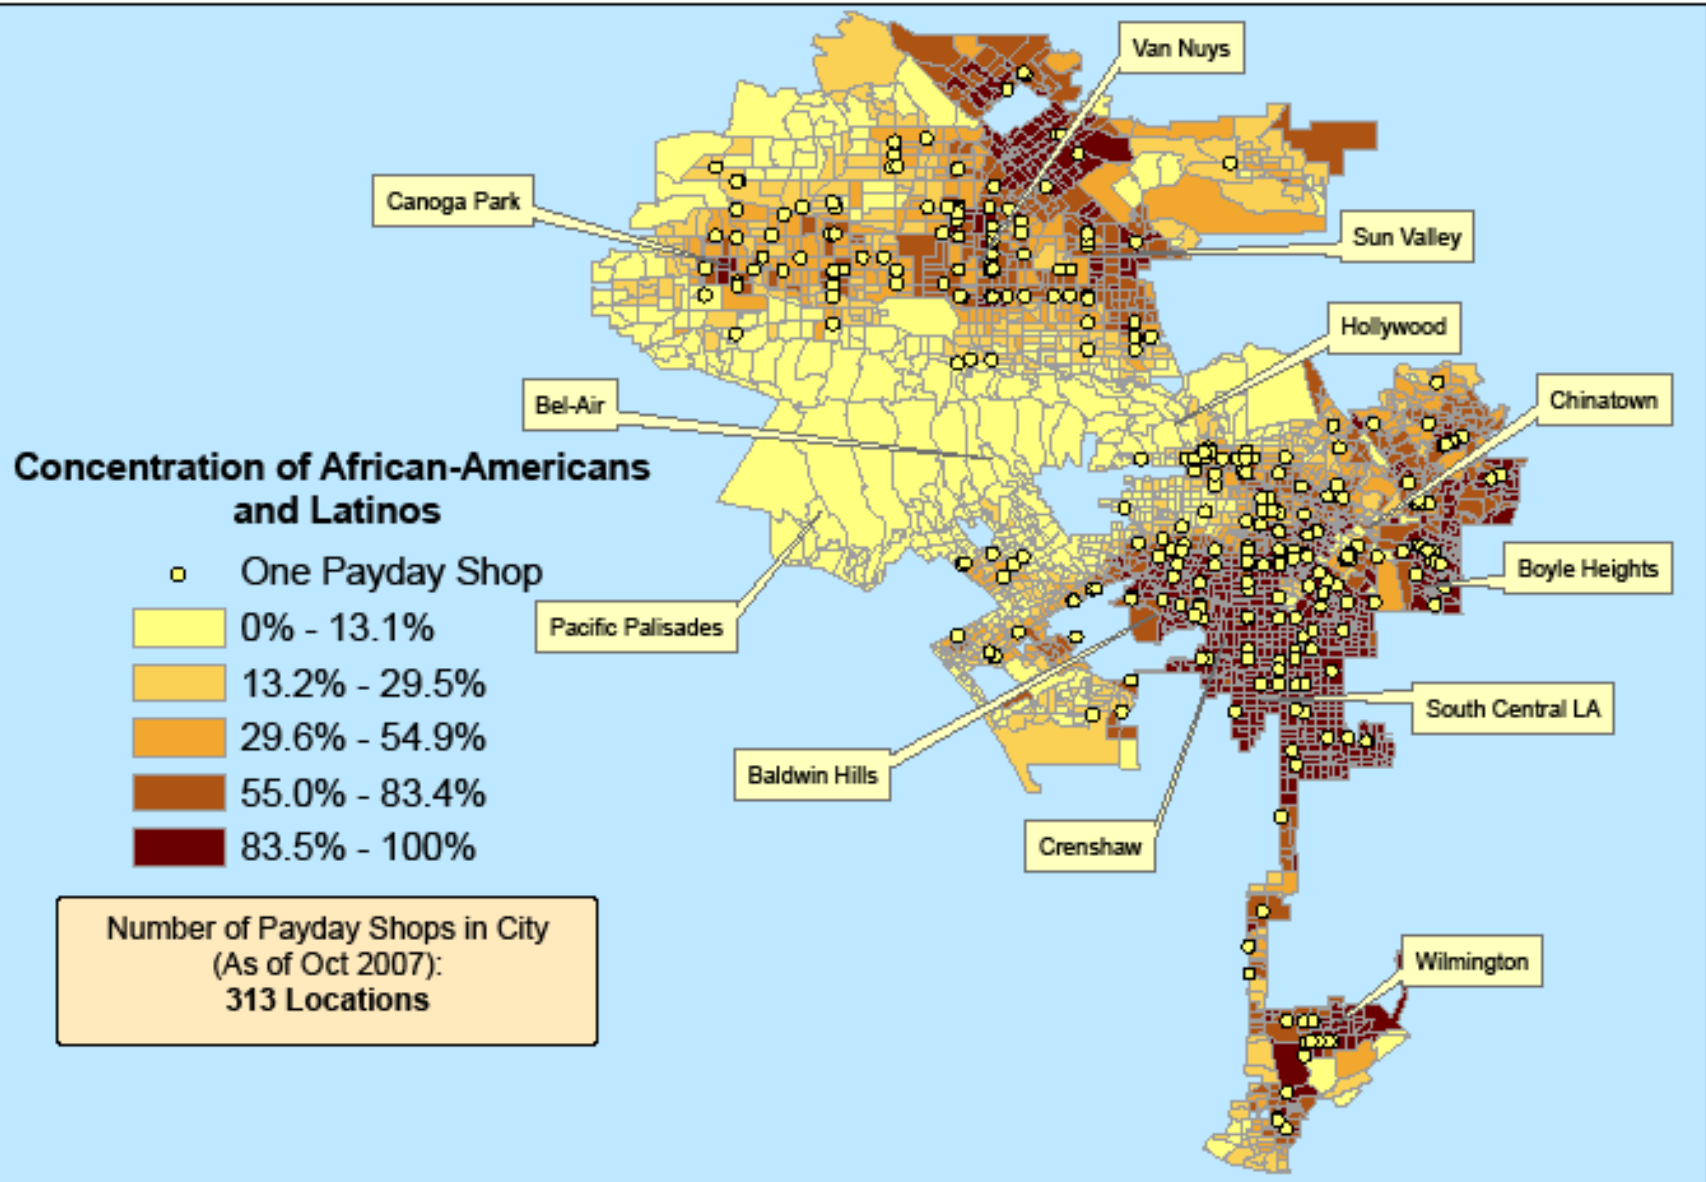 Van Nuys
Canoga Park
Sun Valley
Hollywood
Bel-Air
Chinatown
Concentration of African-Americans
and Latinos
One Payday Shop
0% - 13.1%
13.2% - 29.5%
29.6% - 54.9%
55.0% - 83.4%
83.5% - 100%
Boyle Heights
Pacific Palisades
South Central LA
Baldwin Hills
Crenshaw
Number of Payday Shops in City
(As of Oct 2007):
313 Locations
Wilmington